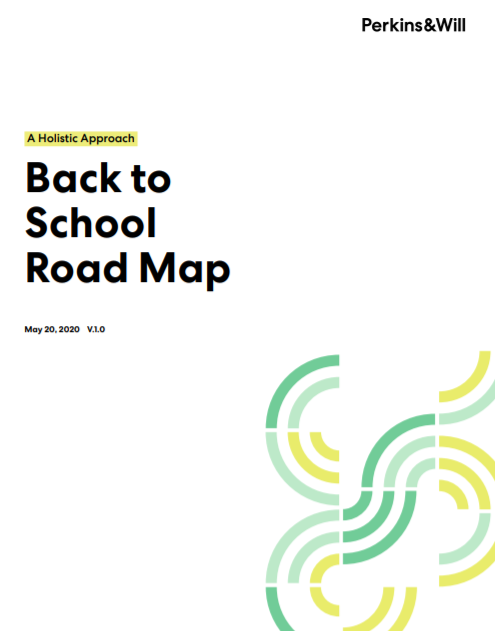 Perkins&Will
A Holistic Approach
Back to
School
Road Map
May 20, 2020 V.1.0